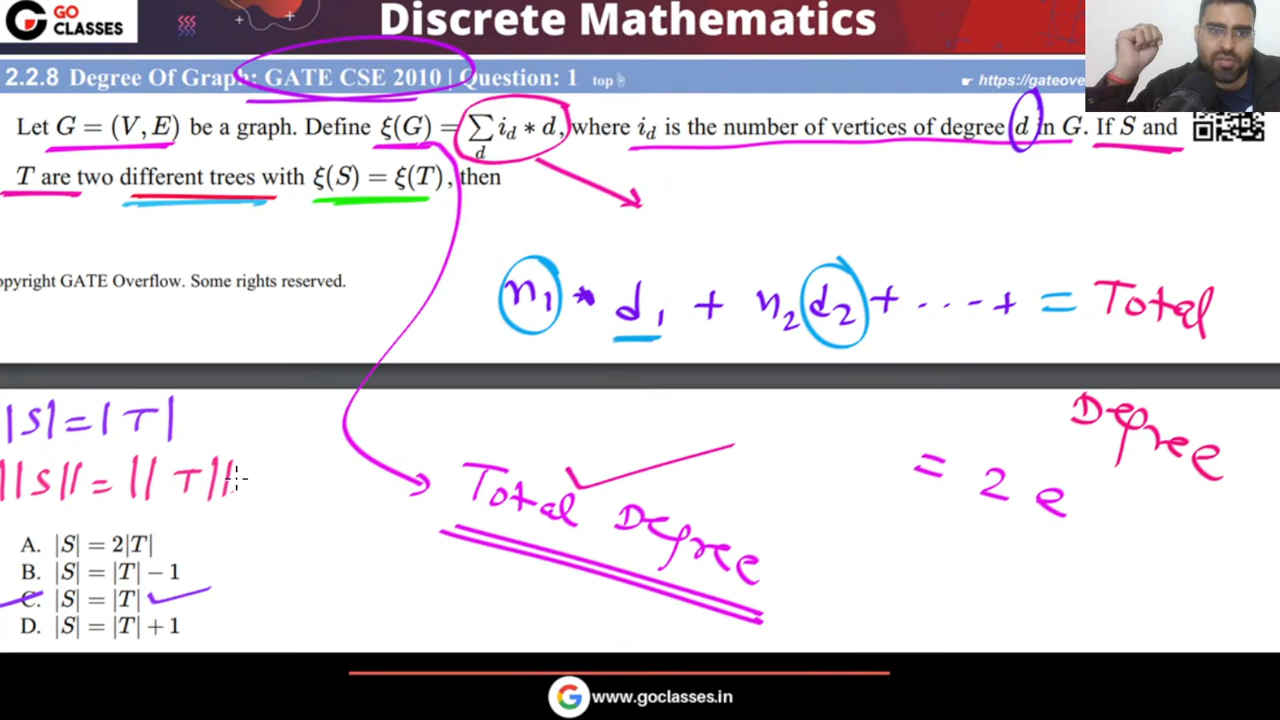 GO CLASSES
Discrete Mathematics
2.2.8 Degree Of Graph: GATE CSE 2010 | Question: 1 top ☝ ☛ https://gateove
Let G = (V, E) be a graph. Define ξ(G) = ∑_d i_d * d, where i_d is the number of vertices of degree d in G. If S and
T are two different trees with ξ(S) = ξ(T), then
opyright GATE Overflow. Some rights reserved.
n₁ * d₁ + n₂ d₂ + ---- + = Total
Degree
= 2e
Total Degree
|S| = |T|
||S|| = ||T||
A. |S| = 2|T|
B. |S| = |T| − 1
C. |S| = |T|
D. |S| = |T| + 1
www.goclasses.in